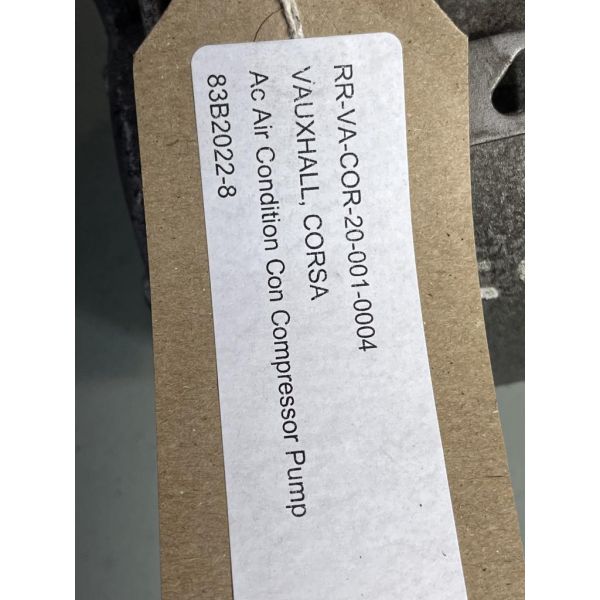 RR-VA-COR-20-001-0004
VAUXHALL, CORSA
Ac Air Condition Con Compressor Pump
83B2022-8